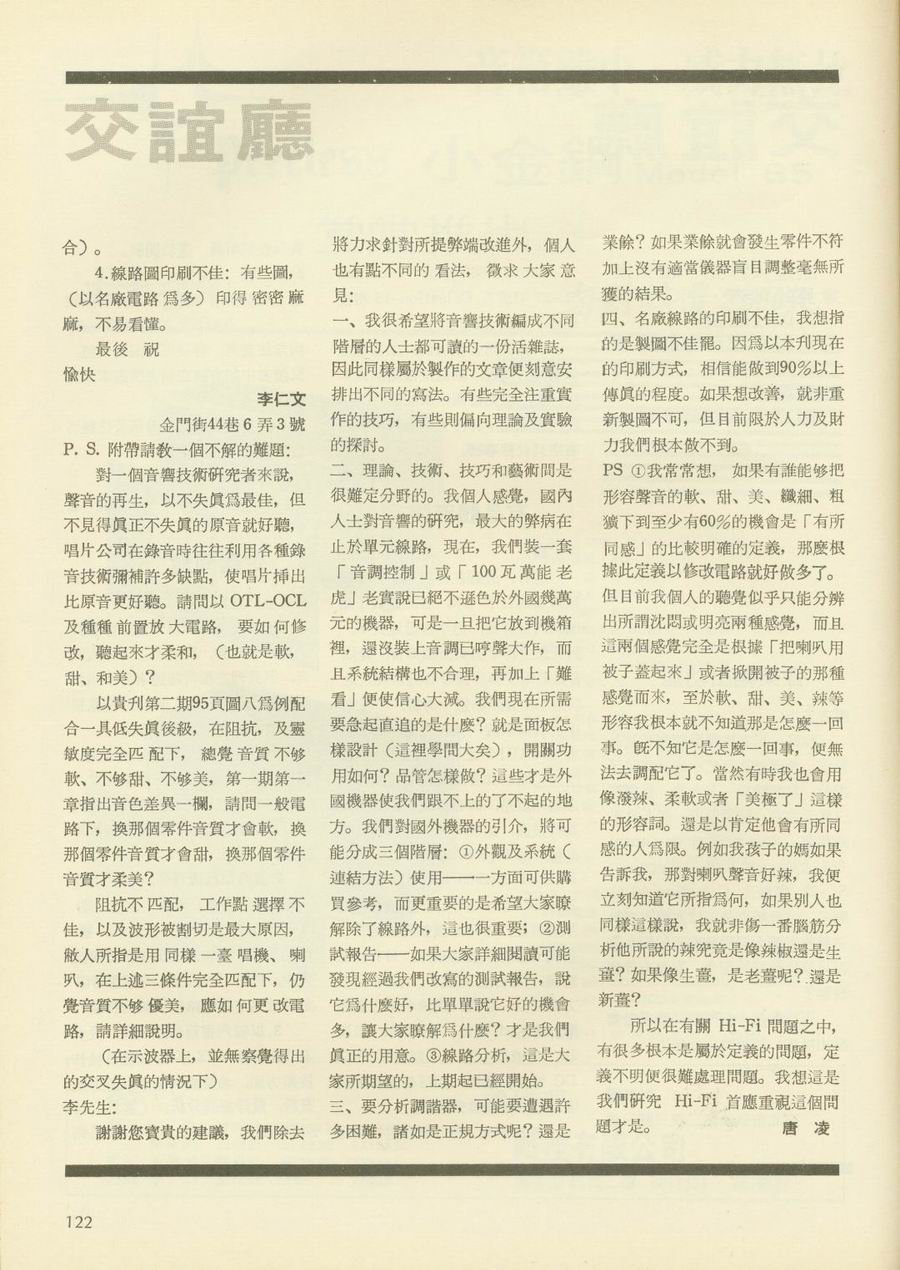 交誼廳
合）。
4.線路圖印刷不佳：有些圖，
（以名廠電路爲多）印得密密麻
麻，不易看懂。
最後　祝
愉快
李仁文
金門街44巷6弄3號
P. S. 附帶請教一個不解的難題：
對一個音響技術研究者來說，
聲音的再生，以不失眞爲最佳，但
不見得眞正不失眞的原音就好聽，
唱片公司在錄音時往往利用各種錄
音技術彌補許多缺點，使唱片挿出
比原音更好聽。請問以 OTL-OCL
及種種前置放大電路，要如何修
改，聽起來才柔和，（也就是軟，
甜、和美）？
以貴刋第二期95頁圖八爲例配
合一具低失眞後級，在阻抗，及靈
敏度完全匹配下，總覺音質不够
軟、不够甜、不够美，第一期第一
章指出音色差異一欄，請問一般電
路下，換那個零件音質才會軟，換
那個零件音質才會甜，換那個零件
音質才柔美？
阻抗不匹配，工作點選擇不
佳，以及波形被割切是最大原因，
敝人所指是用同樣一臺唱機、喇
叭，在上述三條件完全匹配下，仍
覺音質不够優美，應如何更改電
路，請詳細說明。
（在示波器上，並無察覺得出
的交叉失眞的情況下）
李先生：
謝謝您寶貴的建議，我們除去
將力求針對所提弊端改進外，個人
也有點不同的看法，徵求大家意
見：
一、我很希望將音響技術編成不同
階層的人士都可讀的一份活雜誌，
因此同樣屬於製作的文章便刻意安
排出不同的寫法。有些完全注重實
作的技巧，有些則偏向理論及實驗
的探討。
二、理論、技術、技巧和藝術間是
很難定分野的。我個人感覺，國內
人士對音響的研究，最大的弊病在
止於單元線路，現在，我們裝一套
「音調控制」或「100瓦萬能老
虎」老實說已絕不遜色於外國幾萬
元的機器，可是一旦把它放到機箱
裡，還沒裝上音調已哼聲大作，而
且系統結構也不合理，再加上「難
看」便使信心大減。我們現在所需
要急起直追的是什麼？就是面板怎
樣設計（這裡學問大矣），開關功
用如何？品管怎樣做？這些才是外
國機器使我們跟不上的了不起的地
方。我們對國外機器的引介，將可
能分成三個階層：①外觀及系統（
連結方法）使用——一方面可供購
買參考，而更重要的是希望大家瞭
解除了線路外，這也很重要；②測
試報告——如果大家詳細閱讀可能
發現經過我們改寫的測試報告，說
它爲什麼好，比單單說它好的機會
多，讓大家瞭解爲什麼？才是我們
眞正的用意。③線路分析，這是大
家所期望的，上期起已經開始。
三、要分析調諧器，可能要遭遇許
多困難，諸如是正規方式呢？還是
業餘？如果業餘就會發生零件不符
加上沒有適當儀器盲目調整毫無所
獲的結果。
四、名廠線路的印刷不佳，我想指
的是製圖不佳罷。因爲以本刋現在
的印刷方式，相信能做到90％以上
傳眞的程度。如果想改善，就非重
新製圖不可，但目前限於人力及財
力我們根本做不到。
PS ①我常常想，如果有誰能够把
形容聲音的軟、甜、美、纖細、粗
獷下到至少有60％的機會是「有所
同感」的比較明確的定義，那麼根
據此定義以修改電路就好做多了。
但目前我個人的聽覺似乎只能分辨
出所謂沈悶或明亮兩種感覺，而且
這兩個感覺完全是根據「把喇叭用
被子蓋起來」或者掀開被子的那種
感覺而來，至於軟、甜、美、辣等
形容我根本就不知道那是怎麼一回
事。旣不知它是怎麼一回事，便無
法去調配它了。當然有時我也會用
像潑辣、柔軟或者「美極了」這樣
的形容詞。還是以肯定他會有所同
感的人爲限。例如我孩子的媽如果
告訴我，那對喇叭聲音好辣，我便
立刻知道它所指爲何，如果別人也
同樣這樣說，我就非傷一番腦筋分
析他所說的辣究竟是像辣椒還是生
薑？如果像生薑，是老薑呢？還是
新薑？
所以在有關 Hi-Fi 問題之中，
有很多根本是屬於定義的問題，定
義不明便很難處理問題。我想這是
我們研究 Hi-Fi 首應重視這個問
題才是。　唐　凌
122